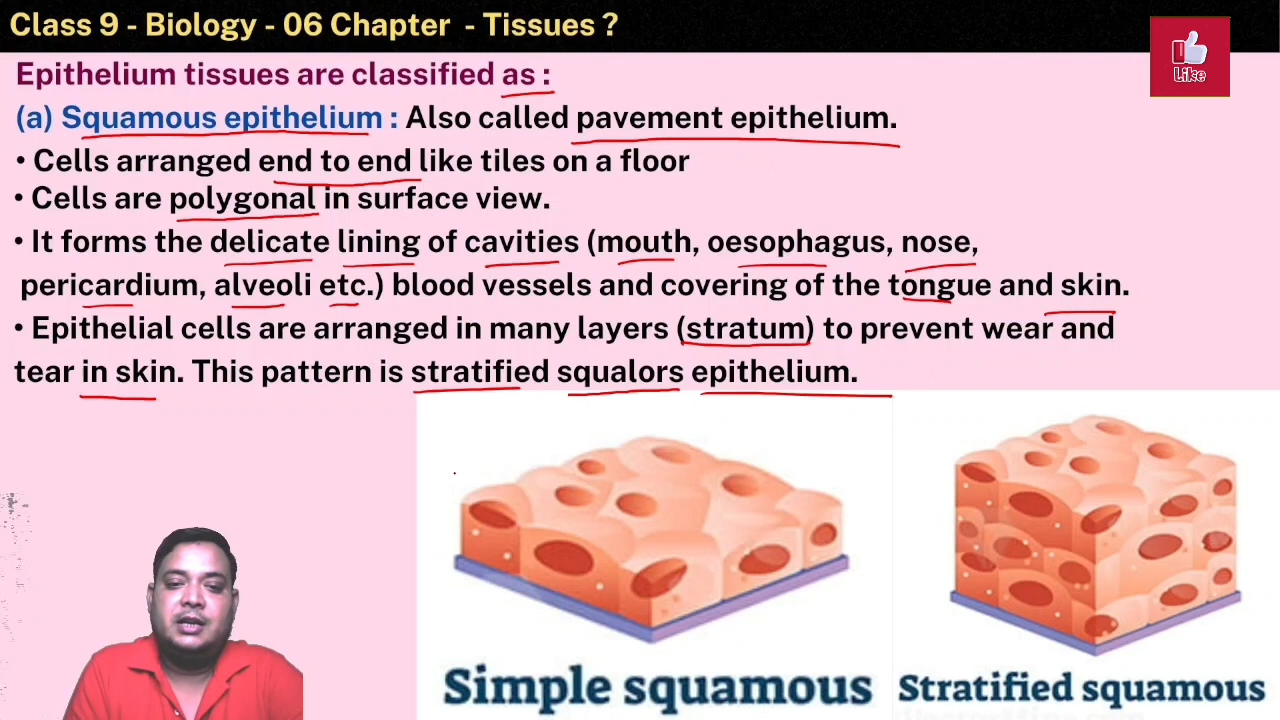 Class 9 - Biology - 06 Chapter - Tissues ?
Like
Epithelium tissues are classified as :
(a) Squamous epithelium : Also called pavement epithelium.
• Cells arranged end to end like tiles on a floor
• Cells are polygonal in surface view.
• It forms the delicate lining of cavities (mouth, oesophagus, nose,
pericardium, alveoli etc.) blood vessels and covering of the tongue and skin.
• Epithelial cells are arranged in many layers (stratum) to prevent wear and
tear in skin. This pattern is stratified squalors epithelium.
Simple squamous
Stratified squamous